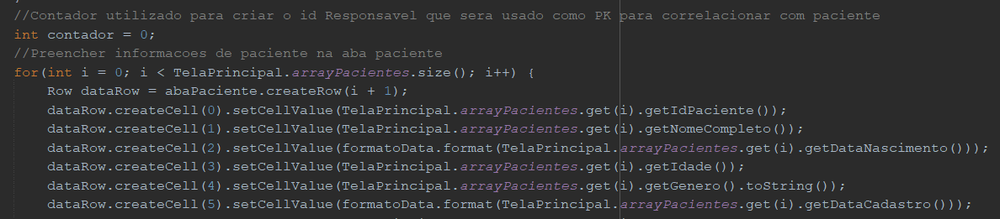 //Contador utilizado para criar o id Responsavel que sera usado como PK para correlacionar com paciente
int contador = 0;
//Preencher informacoes de paciente na aba paciente
for(int i = 0; i < TelaPrincipal.arrayPacientes.size(); i++) {
Row dataRow = abaPaciente.createRow(i + 1);
dataRow.createCell(0).setCellValue(TelaPrincipal.arrayPacientes.get(i).getIdPaciente());
dataRow.createCell(1).setCellValue(TelaPrincipal.arrayPacientes.get(i).getNomeCompleto());
dataRow.createCell(2).setCellValue(formatoData.format(TelaPrincipal.arrayPacientes.get(i).getDataNascimento()));
dataRow.createCell(3).setCellValue(TelaPrincipal.arrayPacientes.get(i).getIdade());
dataRow.createCell(4).setCellValue(TelaPrincipal.arrayPacientes.get(i).getGenero().toString());
dataRow.createCell(5).setCellValue(formatoData.format(TelaPrincipal.arrayPacientes.get(i).getDataCadastro()));